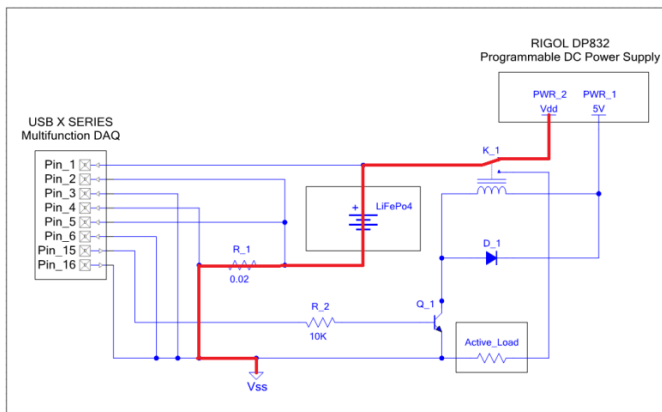 RIGOL DP832
Programmable DC Power Supply
PWR_2
PWR_1
Vdd
5V
USB X SERIES
Multifunction DAQ
K_1
Pin_1
Pin_2
Pin_3
Pin_4
Pin_5
Pin_6
Pin_15
Pin_16
+
LiFePo4
R_1
0.02
D_1
Q_1
R_2
10K
Active_Load
Vss